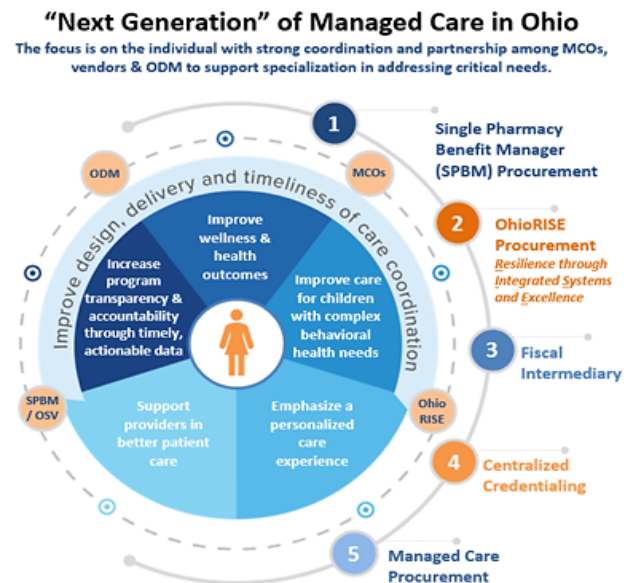 “Next Generation” of Managed Care in Ohio
The focus is on the individual with strong coordination and partnership among MCOs,
vendors & ODM to support specialization in addressing critical needs.
1
Single Pharmacy
Benefit Manager
(SPBM) Procurement
2
OhioRISE
Procurement
Resilience through
Integrated Systems
and Excellence
3
Fiscal
Intermediary
4
Centralized
Credentialing
5
Managed Care
Procurement
ODM
MCOs
SPBM
/ OSV
Ohio
RISE
Improve design, delivery and timeliness of care coordination
Improve
wellness &
health
outcomes
Increase
program
transparency &
accountability
through timely,
actionable data
Improve care
for children
with complex
behavioral
health needs
Support
providers in
better patient
care
Emphasize a
personalized
care
experience